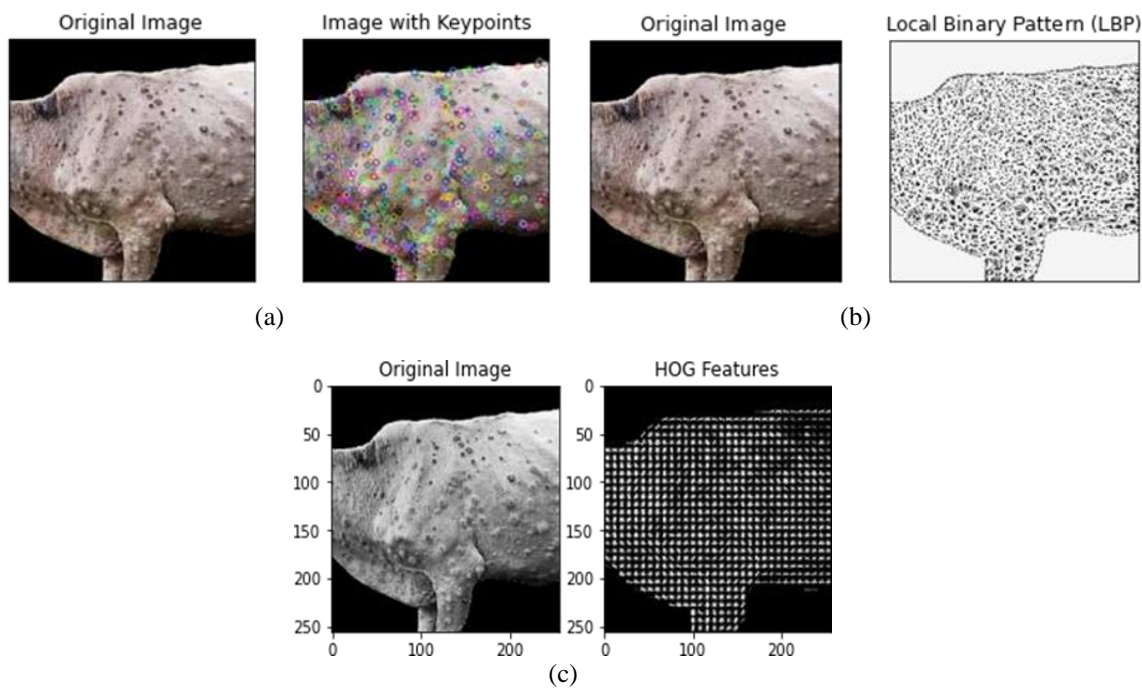 Original Image
Image with Keypoints
Original Image
Local Binary Pattern (LBP)
(a)
(b)
Original Image
HOG Features
0
50
100
150
200
250
0
100
200
0
50
100
150
200
250
0
100
200
(c)